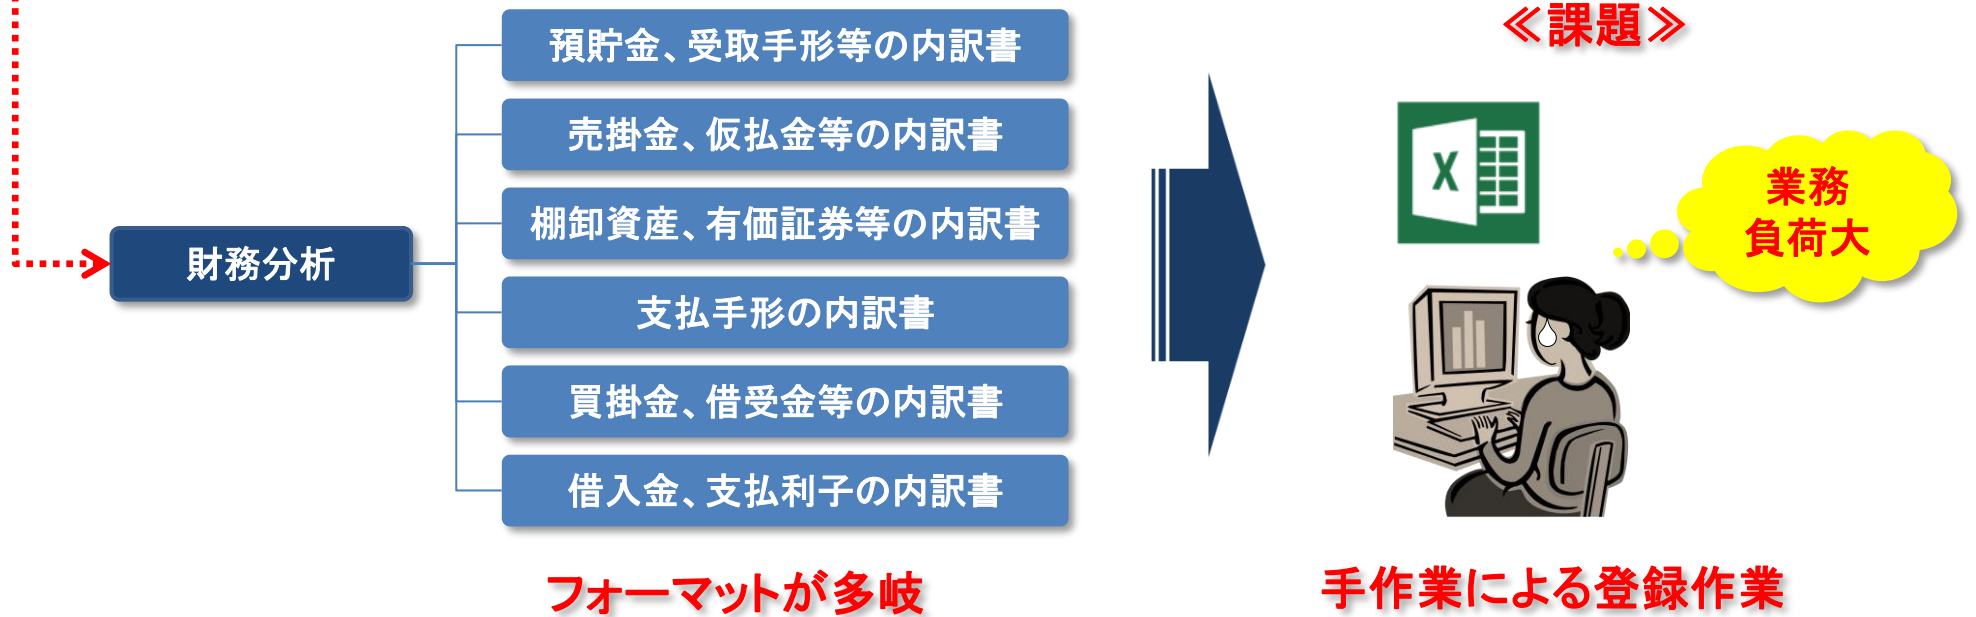 財務分析
預貯金、受取手形等の内訳書
売掛金、仮払金等の内訳書
棚卸資産、有価証券等の内訳書
支払手形の内訳書
買掛金、借受金等の内訳書
借入金、支払利子の内訳書
フォーマットが多岐
≪課題≫
X
業務
負荷大
手作業による登録作業